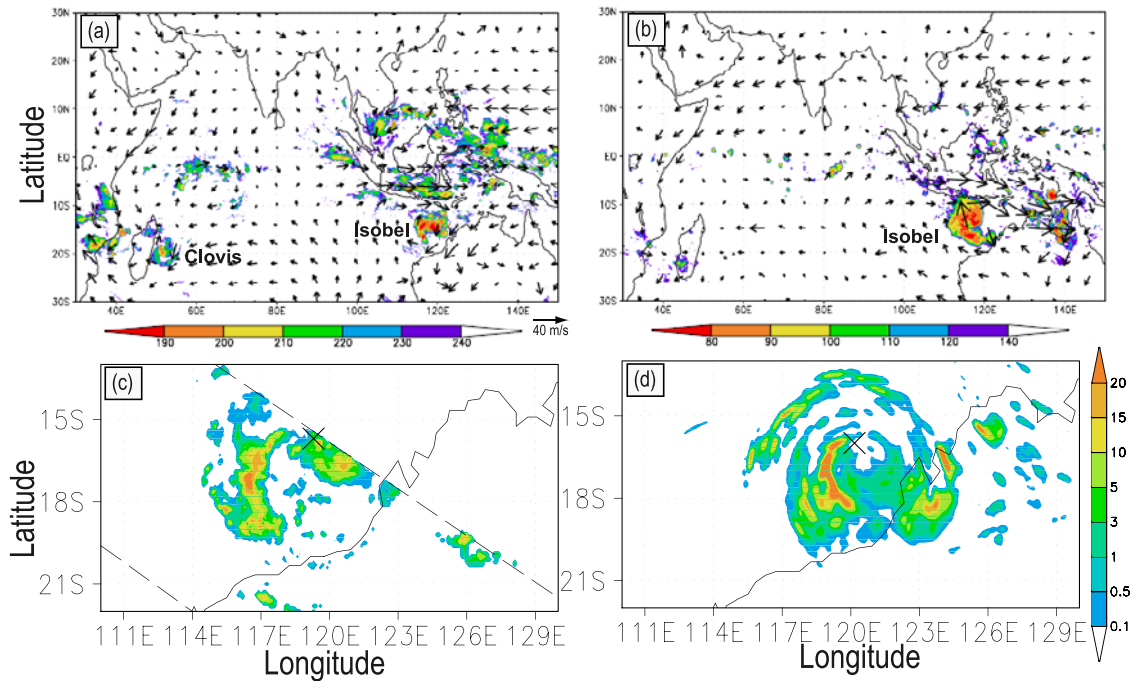 (a)
30N
20N
10N
EQ
10S
20S
30S
Latitude
Isobel
Clovis
40E 60E 80E 100E 120E 140E
190 200 210 220 230 240
40 m/s
(b)
30N
20N
10N
EQ
10S
20S
30S
Isobel
40E 60E 80E 100E 120E 140E
80 90 100 110 120 140
(c)
15S
18S
21S
Latitude
111E 114E 117E 120E 123E 126E 129E
Longitude
(d)
15S
18S
21S
111E 114E 117E 120E 123E 126E 129E
Longitude
20
15
10
5
3
1
0.5
0.1